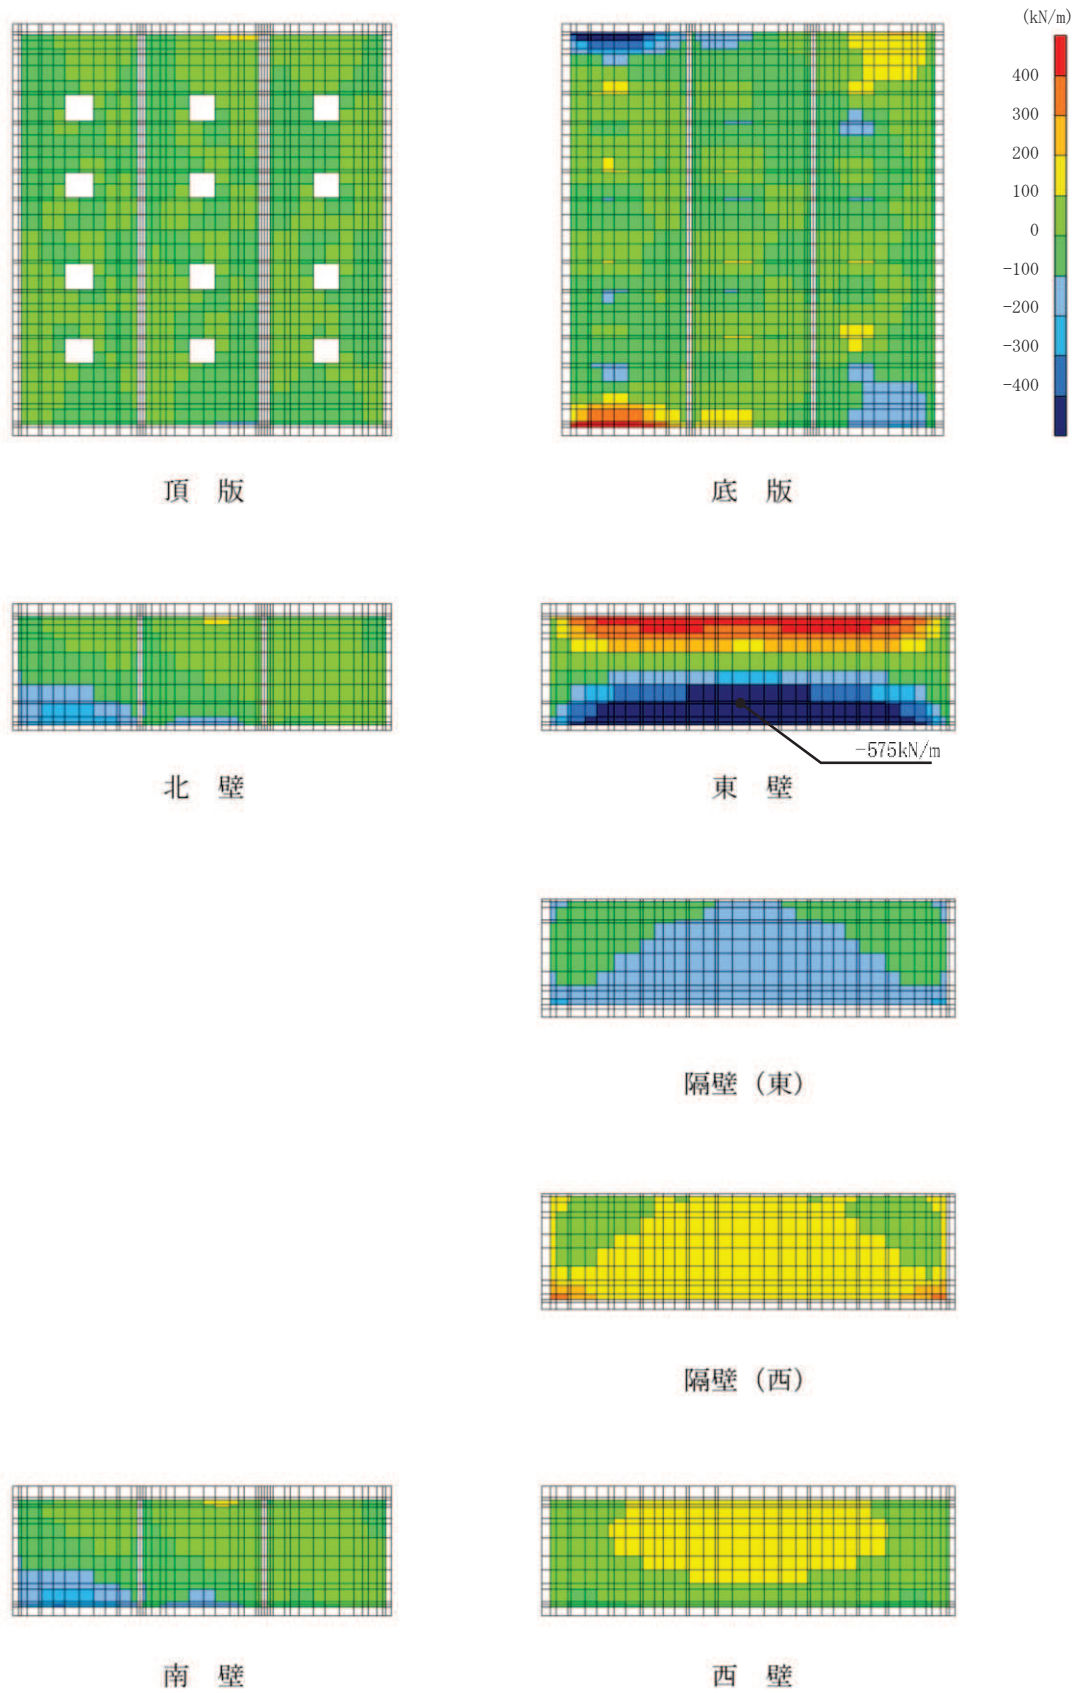 (kN/m)
400
300
200
100
0
-100
-200
-300
-400
頂 版
底 版
-575kN/m
北 壁
東 壁
隔壁（東）
隔壁（西）
南 壁
西 壁